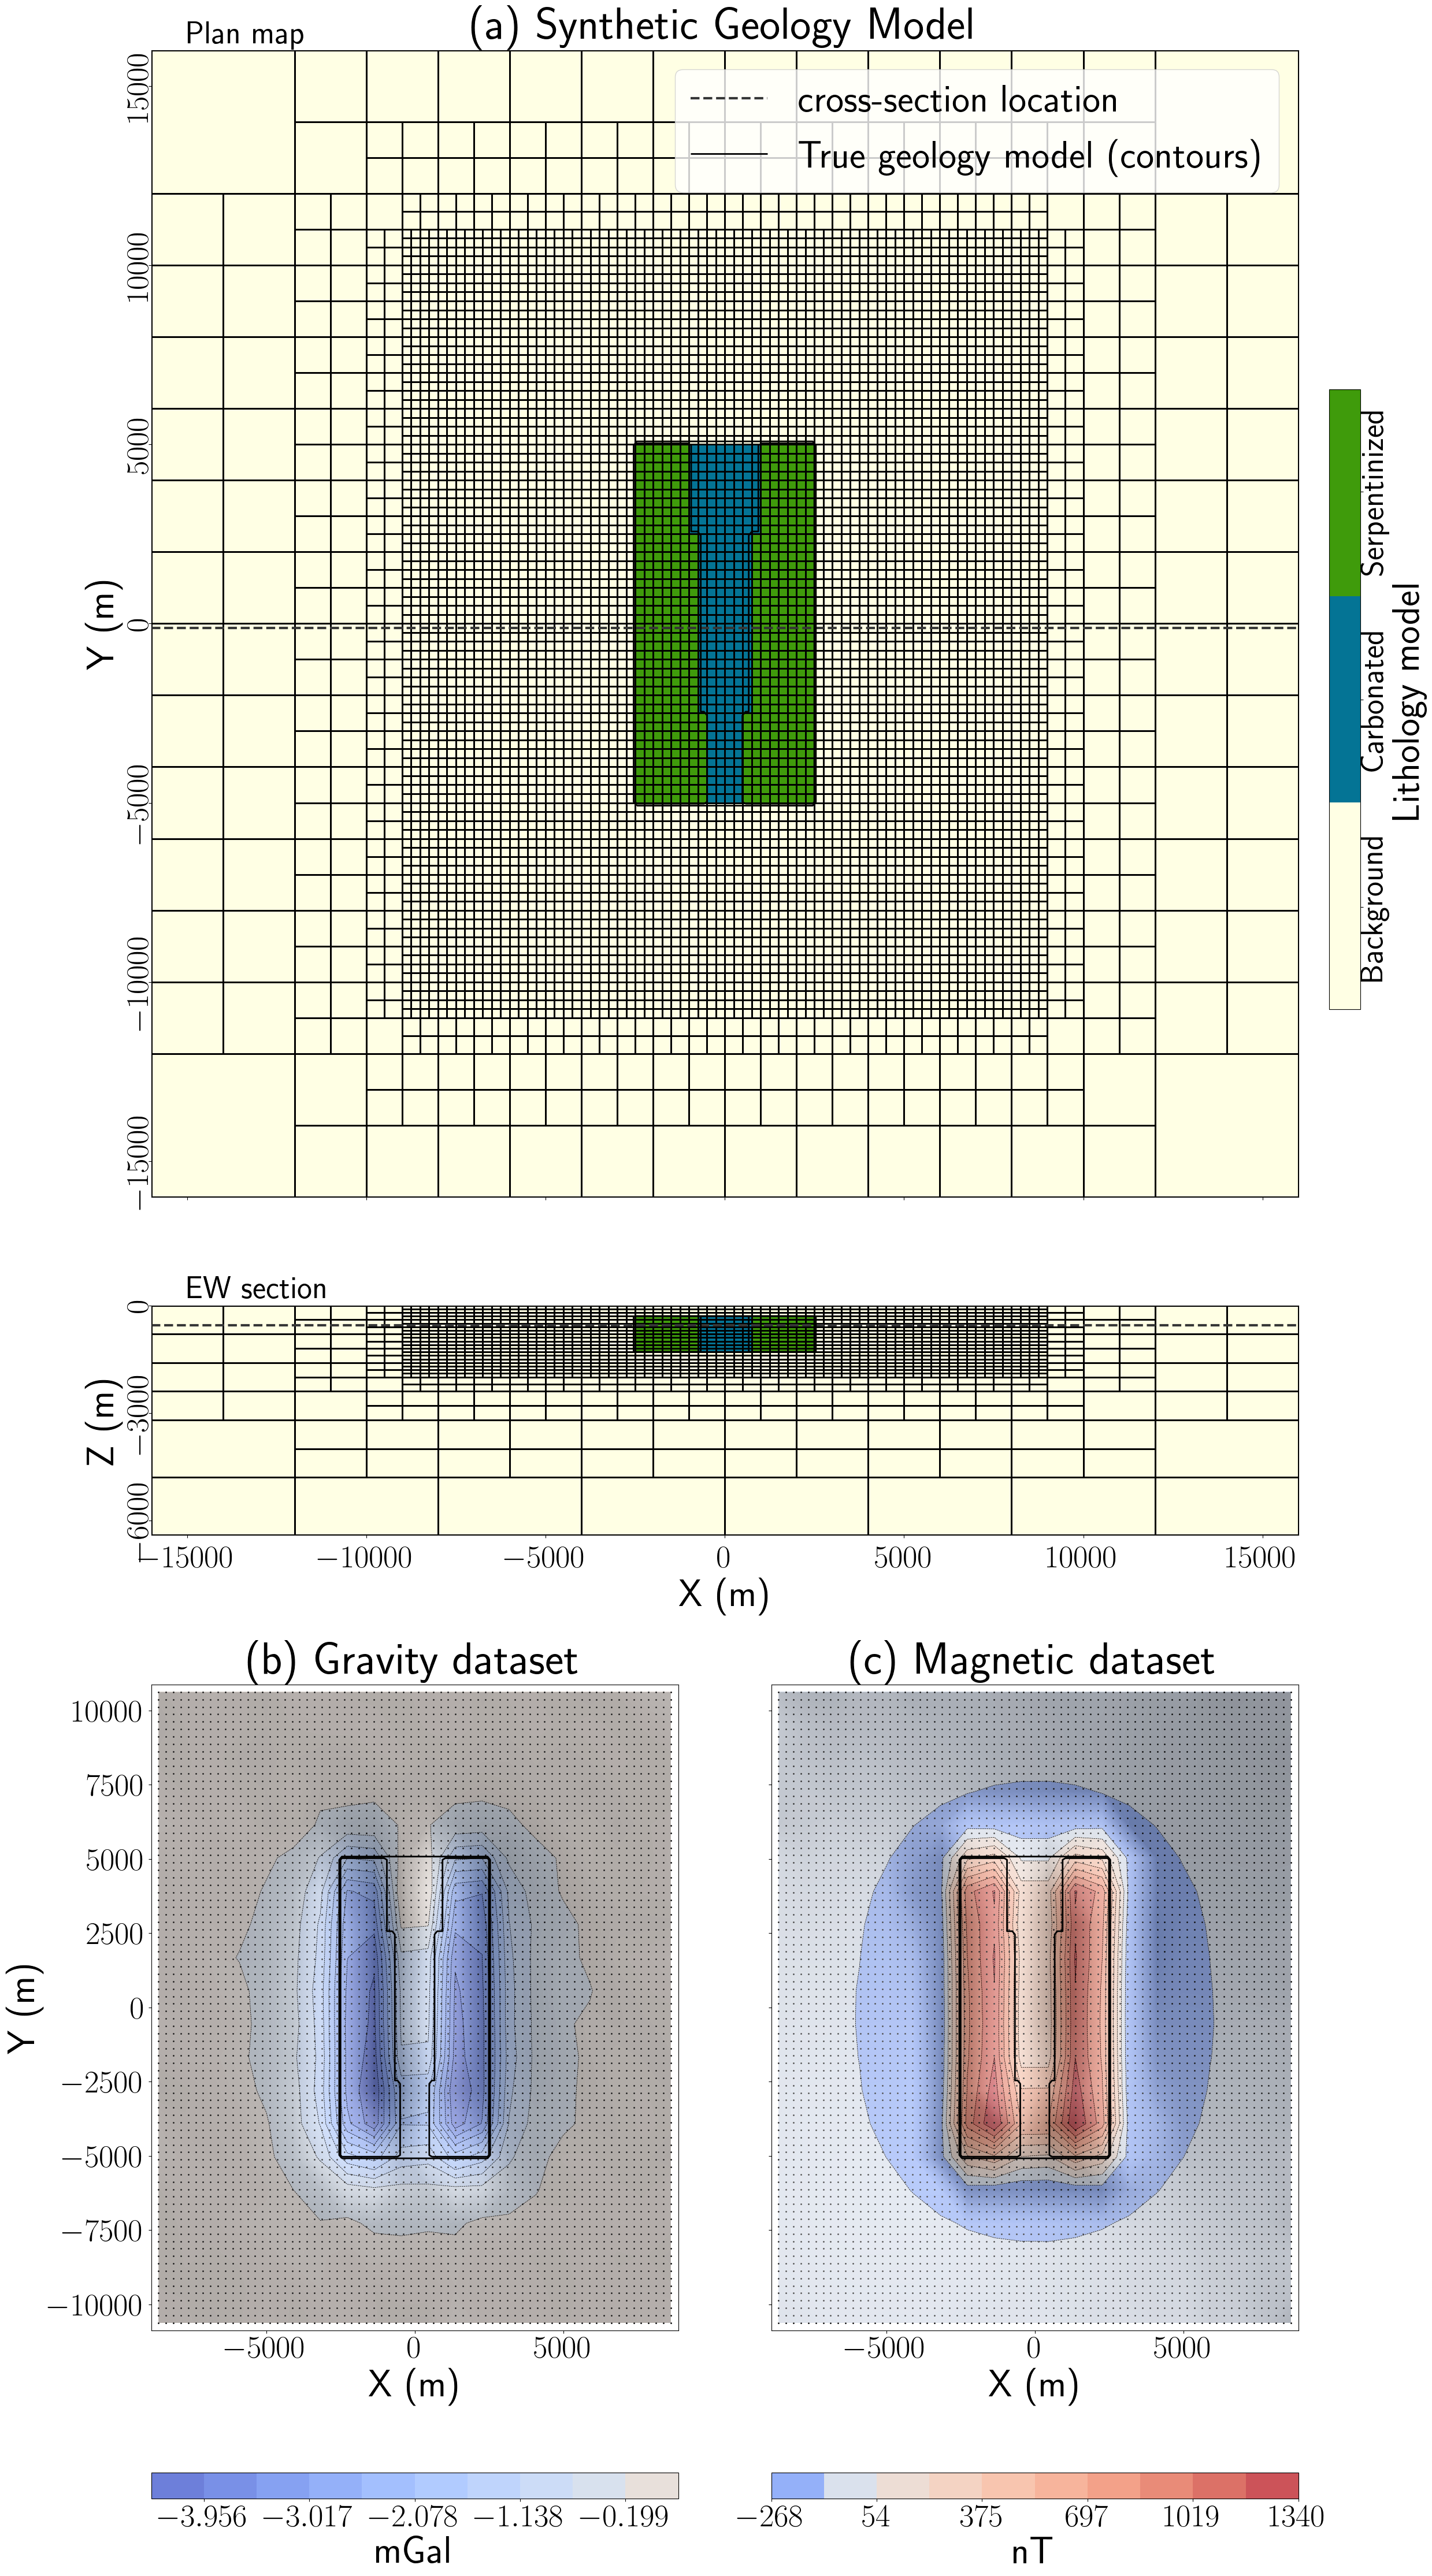 (a) Synthetic Geology Model
Plan map
cross-section location
True geology model (contours)
15000
10000
5000
0
−5000
−10000
−15000
Y (m)
Serpentinized
Carbonated
Background
Lithology model
EW section
0
−3000
−6000
Z (m)
−15000 −10000 −5000 0 5000 10000 15000
X (m)
(b) Gravity dataset
(c) Magnetic dataset
10000
7500
5000
2500
0
−2500
−5000
−7500
−10000
Y (m)
−5000 0 5000
X (m)
−5000 0 5000
X (m)
−3.956 −3.017 −2.078 −1.138 −0.199
mGal
−268 54 375 697 1019 1340
nT